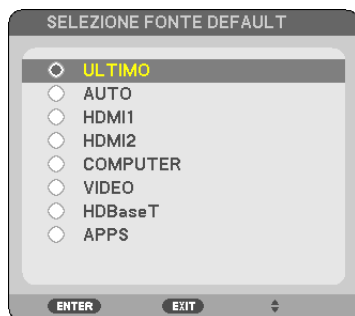 SELEZIONE FONTE DEFAULT
ULTIMO
AUTO
HDMI1
HDMI2
COMPUTER
VIDEO
HDBaseT
APPS
ENTER EXIT